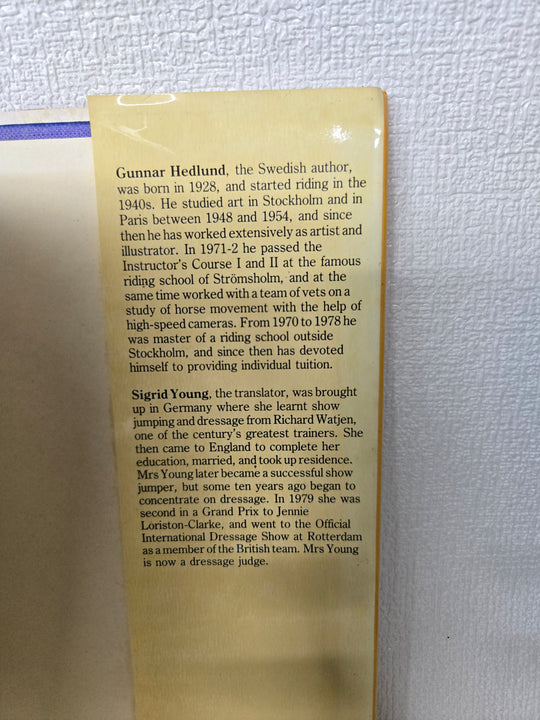 Gunnar Hedlund, the Swedish author,
was born in 1928, and started riding in the
1940s. He studied art in Stockholm and in
Paris between 1948 and 1954, and since
then he has worked extensively as artist and
illustrator. In 1971-2 he passed the
Instructor's Course I and II at the famous
riding school of Strömsholm, and at the
same time worked with a team of vets on a
study of horse movement with the help of
high-speed cameras. From 1970 to 1978 he
was master of a riding school outside
Stockholm, and since then has devoted
himself to providing individual tuition.
Sigrid Young, the translator, was brought
up in Germany where she learnt show
jumping and dressage from Richard Watjen,
one of the century's greatest trainers. She
then came to England to complete her
education, married, and took up residence.
Mrs Young later became a successful show
jumper, but some ten years ago began to
concentrate on dressage. In 1979 she was
second in a Grand Prix to Jennie
Loriston-Clarke, and went to the Official
International Dressage Show at Rotterdam
as a member of the British team. Mrs Young
is now a dressage judge.